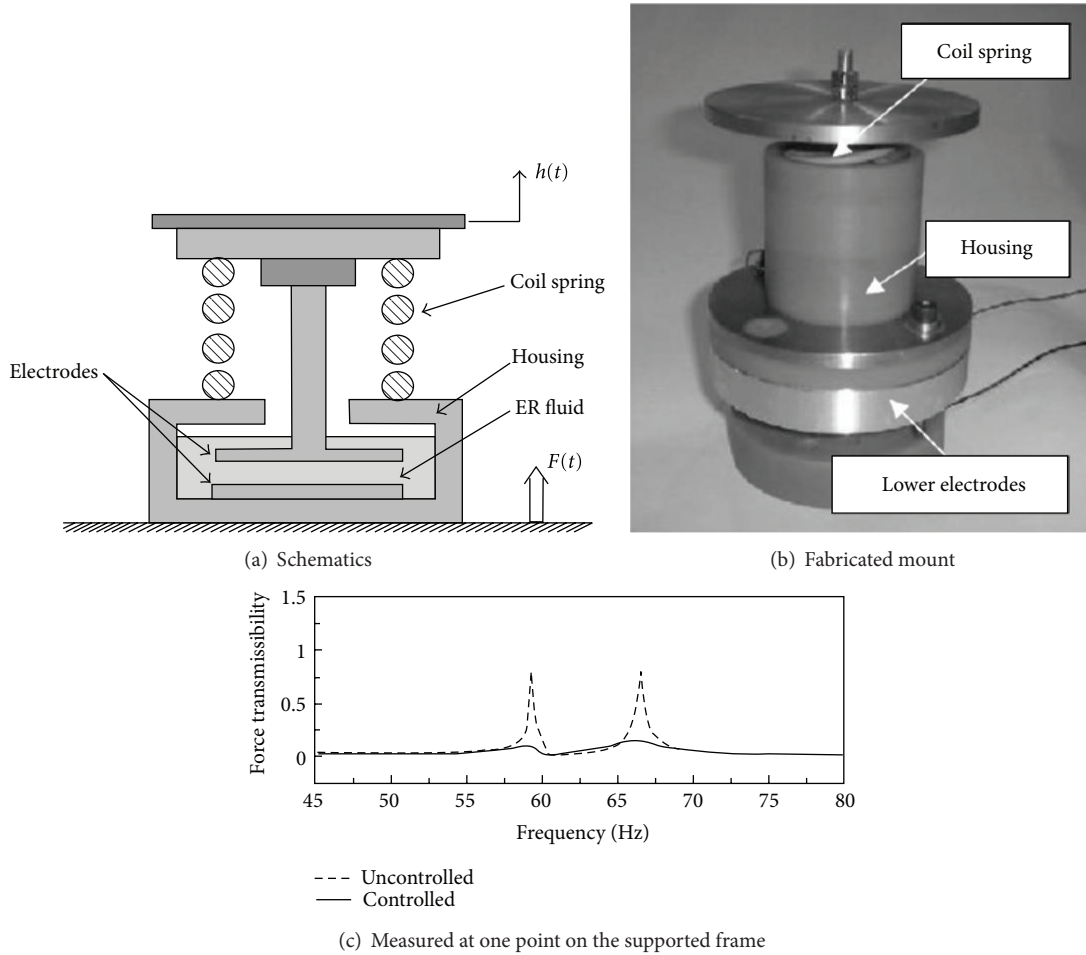 h(t)
Coil spring
Electrodes
Housing
ER fluid
F(t)
(a) Schematics
Coil spring
Housing
Lower electrodes
(b) Fabricated mount
Force transmissibility
1.5
1
0.5
0
45 50 55 60 65 70 75 80
Frequency (Hz)
Uncontrolled
Controlled
(c) Measured at one point on the supported frame